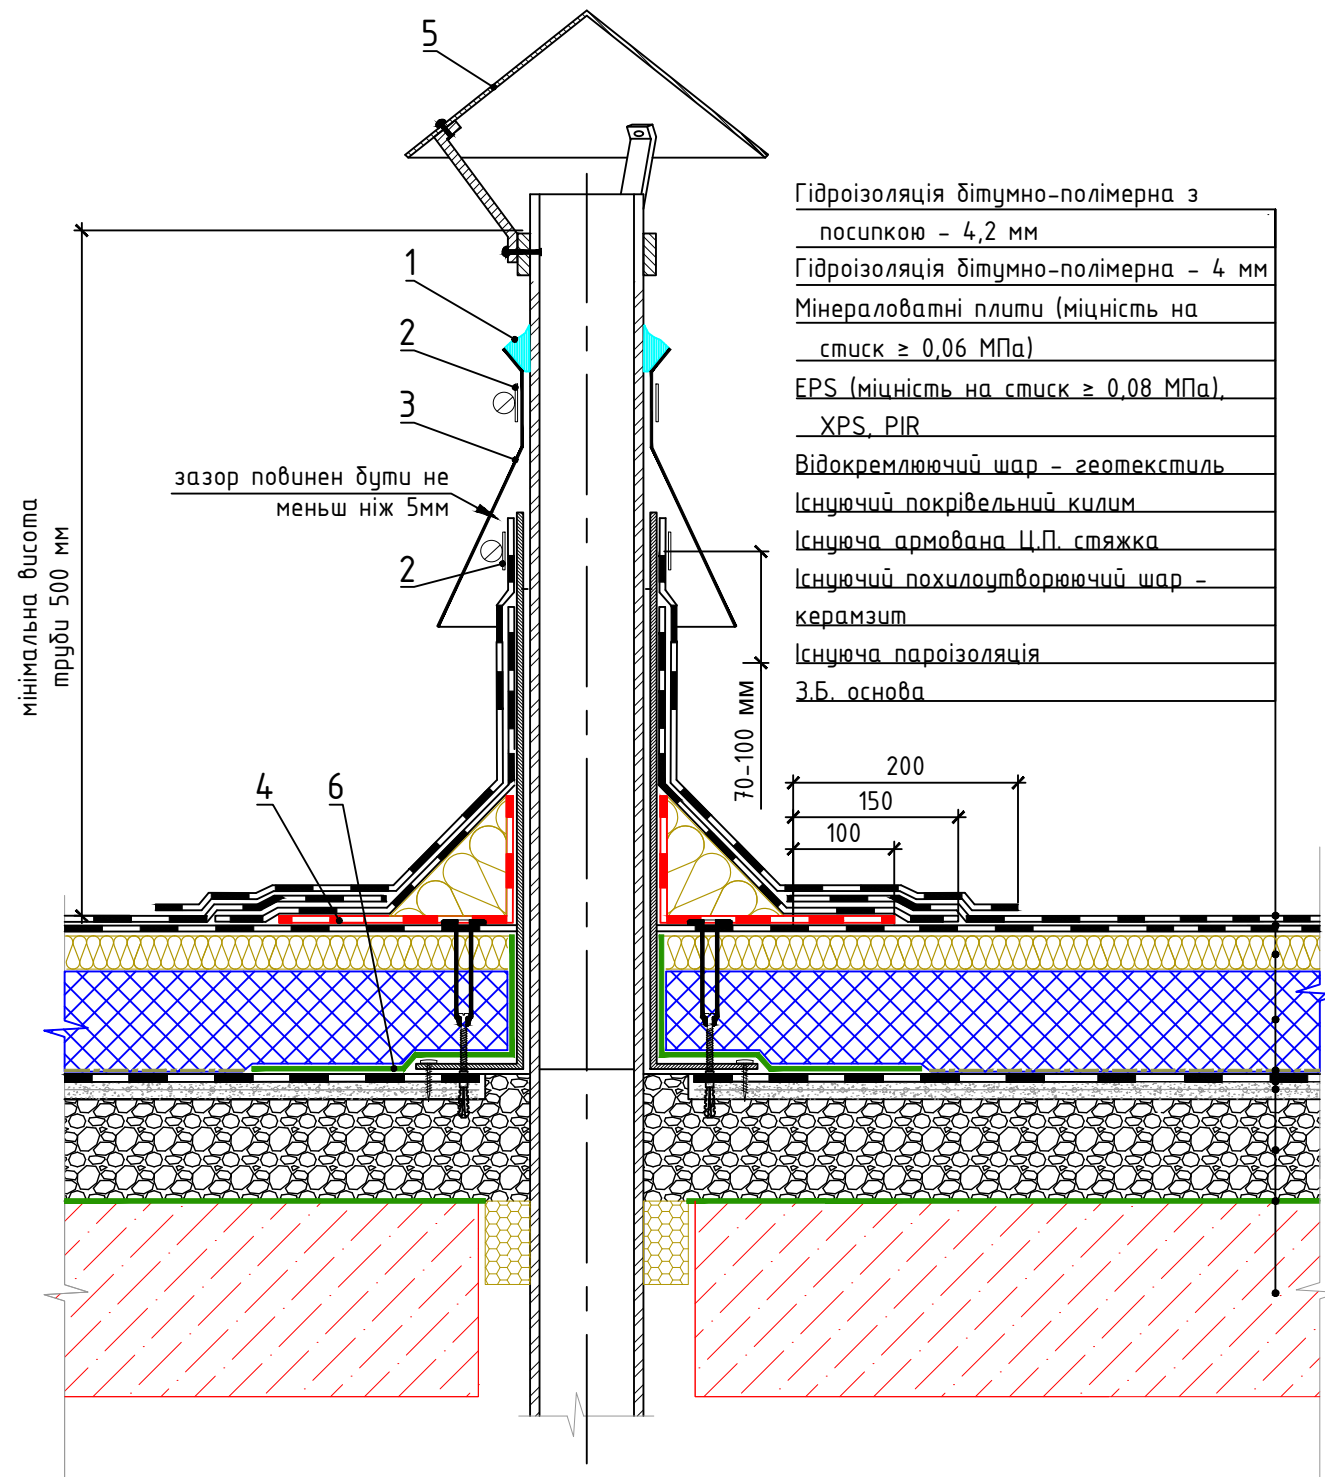 5
Гідроізоляція бітумно-полімерна з
посипкою - 4,2 мм
Гідроізоляція бітумно-полімерна - 4 мм
Мінераловатні плити (міцність на
стиск ≥ 0,06 МПа)
EPS (міцність на стиск ≥ 0,08 МПа),
XPS, PIR
Відокремлюючий шар - геотекстиль
Існуючий покрівельний килим
Існуюча армована Ц.П. стяжка
Існуючий похилоутворюючий шар -
керамзит
Існуюча пароізоляція
З.Б. основа
1
2
3
зазор повинен бути не
меньш ніж 5мм
2
мінімальна висота
труби 500 мм
70-100 мм
4
6
200
150
100